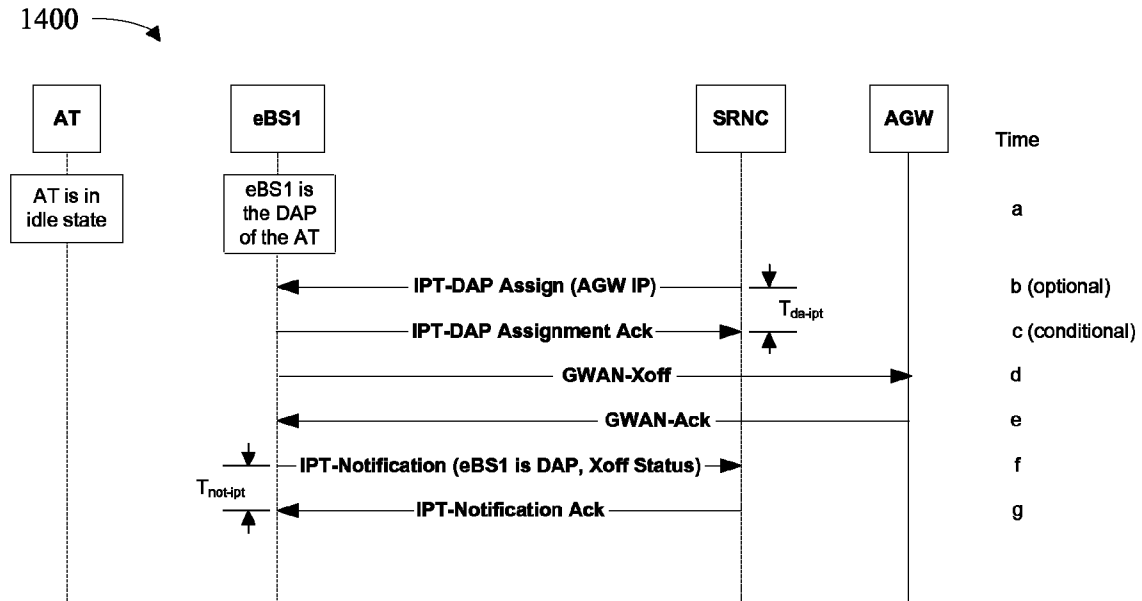 1400
AT
eBS1
SRNC
AGW
Time
AT is in
idle state
eBS1 is
the DAP
of the AT
a
IPT-DAP Assign (AGW IP)
b (optional)
Tda-ipt
IPT-DAP Assignment Ack
c (conditional)
GWAN-Xoff
d
GWAN-Ack
e
IPT-Notification (eBS1 is DAP, Xoff Status)
f
Tnot-ipt
IPT-Notification Ack
g